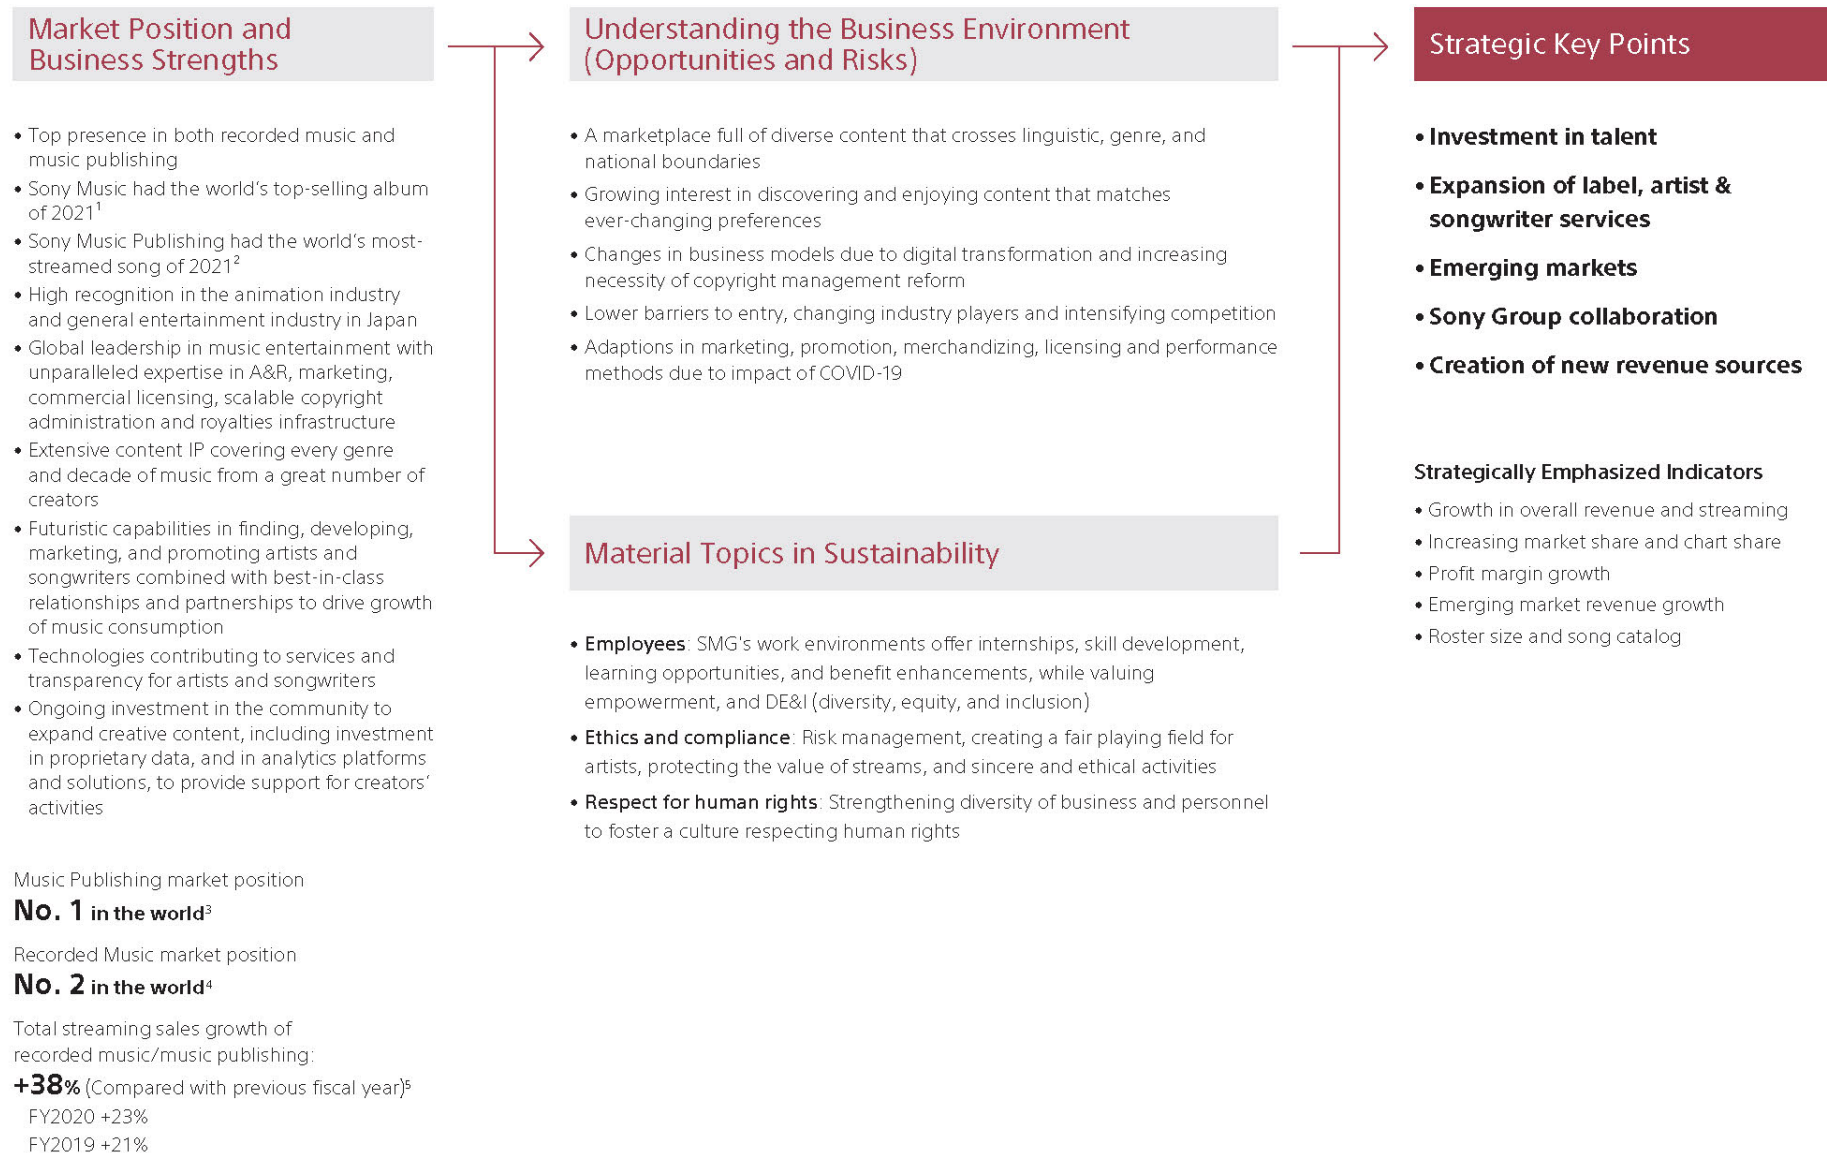 Market Position and
Business Strengths
• Top presence in both recorded music and
music publishing
• Sony Music had the world's top-selling album
of 2021¹
• Sony Music Publishing had the world's most-
streamed song of 2021²
• High recognition in the animation industry
and general entertainment industry in Japan
• Global leadership in music entertainment with
unparalleled expertise in A&R, marketing,
commercial licensing, scalable copyright
administration and royalties infrastructure
• Extensive content IP covering every genre
and decade of music from a great number of
creators
• Futuristic capabilities in finding, developing,
marketing, and promoting artists and
songwriters combined with best-in-class
relationships and partnerships to drive growth
of music consumption
• Technologies contributing to services and
transparency for artists and songwriters
• Ongoing investment in the community to
expand creative content, including investment
in proprietary data, and in analytics platforms
and solutions, to provide support for creators'
activities
Music Publishing market position
No. 1 in the world³
Recorded Music market position
No. 2 in the world⁴
Total streaming sales growth of
recorded music/music publishing:
+38% (Compared with previous fiscal year)⁵
FY2020 +23%
FY2019 +21%
Understanding the Business Environment
(Opportunities and Risks)
• A marketplace full of diverse content that crosses linguistic, genre, and
national boundaries
• Growing interest in discovering and enjoying content that matches
ever-changing preferences
• Changes in business models due to digital transformation and increasing
necessity of copyright management reform
• Lower barriers to entry, changing industry players and intensifying competition
• Adaptions in marketing, promotion, merchandizing, licensing and performance
methods due to impact of COVID-19
Material Topics in Sustainability
• Employees: SMG's work environments offer internships, skill development,
learning opportunities, and benefit enhancements, while valuing
empowerment, and DE&I (diversity, equity, and inclusion)
• Ethics and compliance: Risk management, creating a fair playing field for
artists, protecting the value of streams, and sincere and ethical activities
• Respect for human rights: Strengthening diversity of business and personnel
to foster a culture respecting human rights
Strategic Key Points
• Investment in talent
• Expansion of label, artist &
songwriter services
• Emerging markets
• Sony Group collaboration
• Creation of new revenue sources
Strategically Emphasized Indicators
• Growth in overall revenue and streaming
• Increasing market share and chart share
• Profit margin growth
• Emerging market revenue growth
• Roster size and song catalog